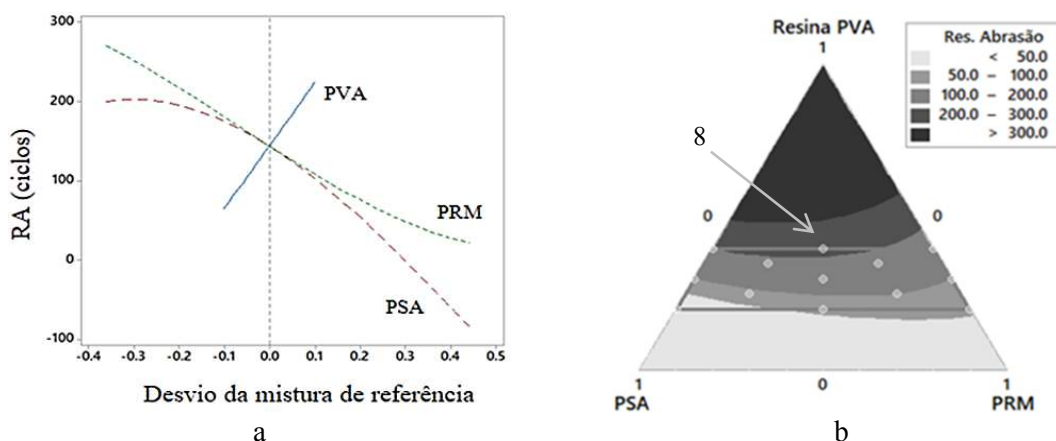 300
200
100
0
-100
-0.4 -0.3 -0.2 -0.1 0.0 0.1 0.2 0.3 0.4 0.5
RA (ciclos)
PVA
PRM
PSA
Desvio da mistura de referência
a
Resina PVA
1
Res. Abrasão
< 50.0
50.0 – 100.0
100.0 – 200.0
200.0 – 300.0
> 300.0
8
0 0
1 0 1
PSA PRM
b